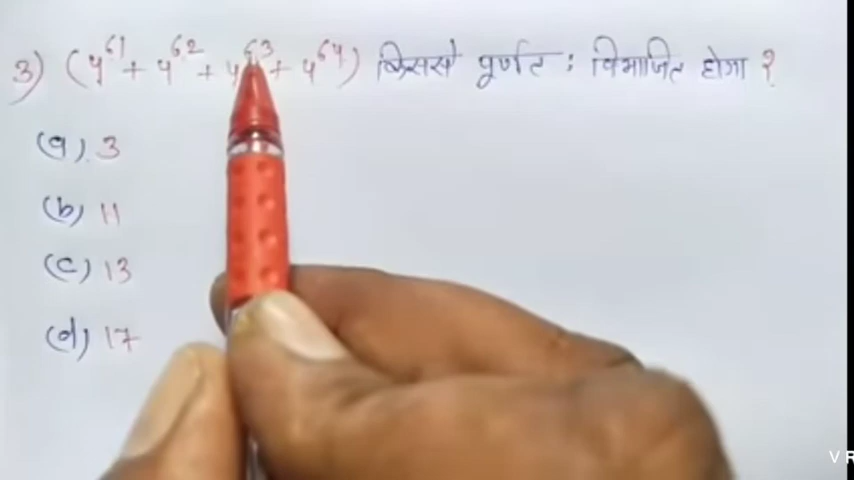 3) (4⁶¹ + 4⁶² + 4⁶³ + 4⁶⁴) किससे पूर्णत : विभाजित होगा ?
(a) 3
(b) 11
(c) 13
(d) 17
V R